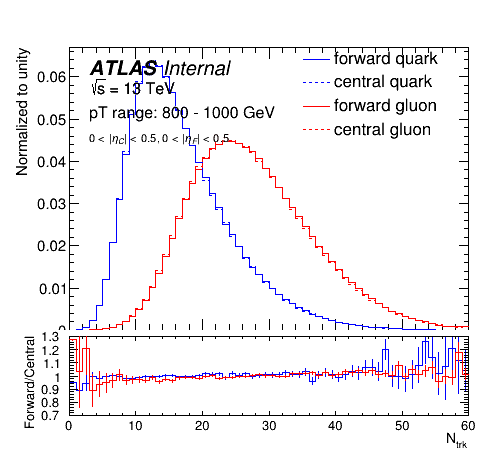 ATLAS Internal
√s = 13 TeV
pT range: 800 - 1000 GeV
0 < |η_C| < 0.5, 0 < |η_F| < 0.5
forward quark
central quark
forward gluon
central gluon
Normalized to unity
0.06
0.05
0.04
0.03
0.02
0.01
0
Forward/Central
1.3
1.2
1.1
1
0.9
0.8
0.7
0 10 20 30 40 50 60
N_trk